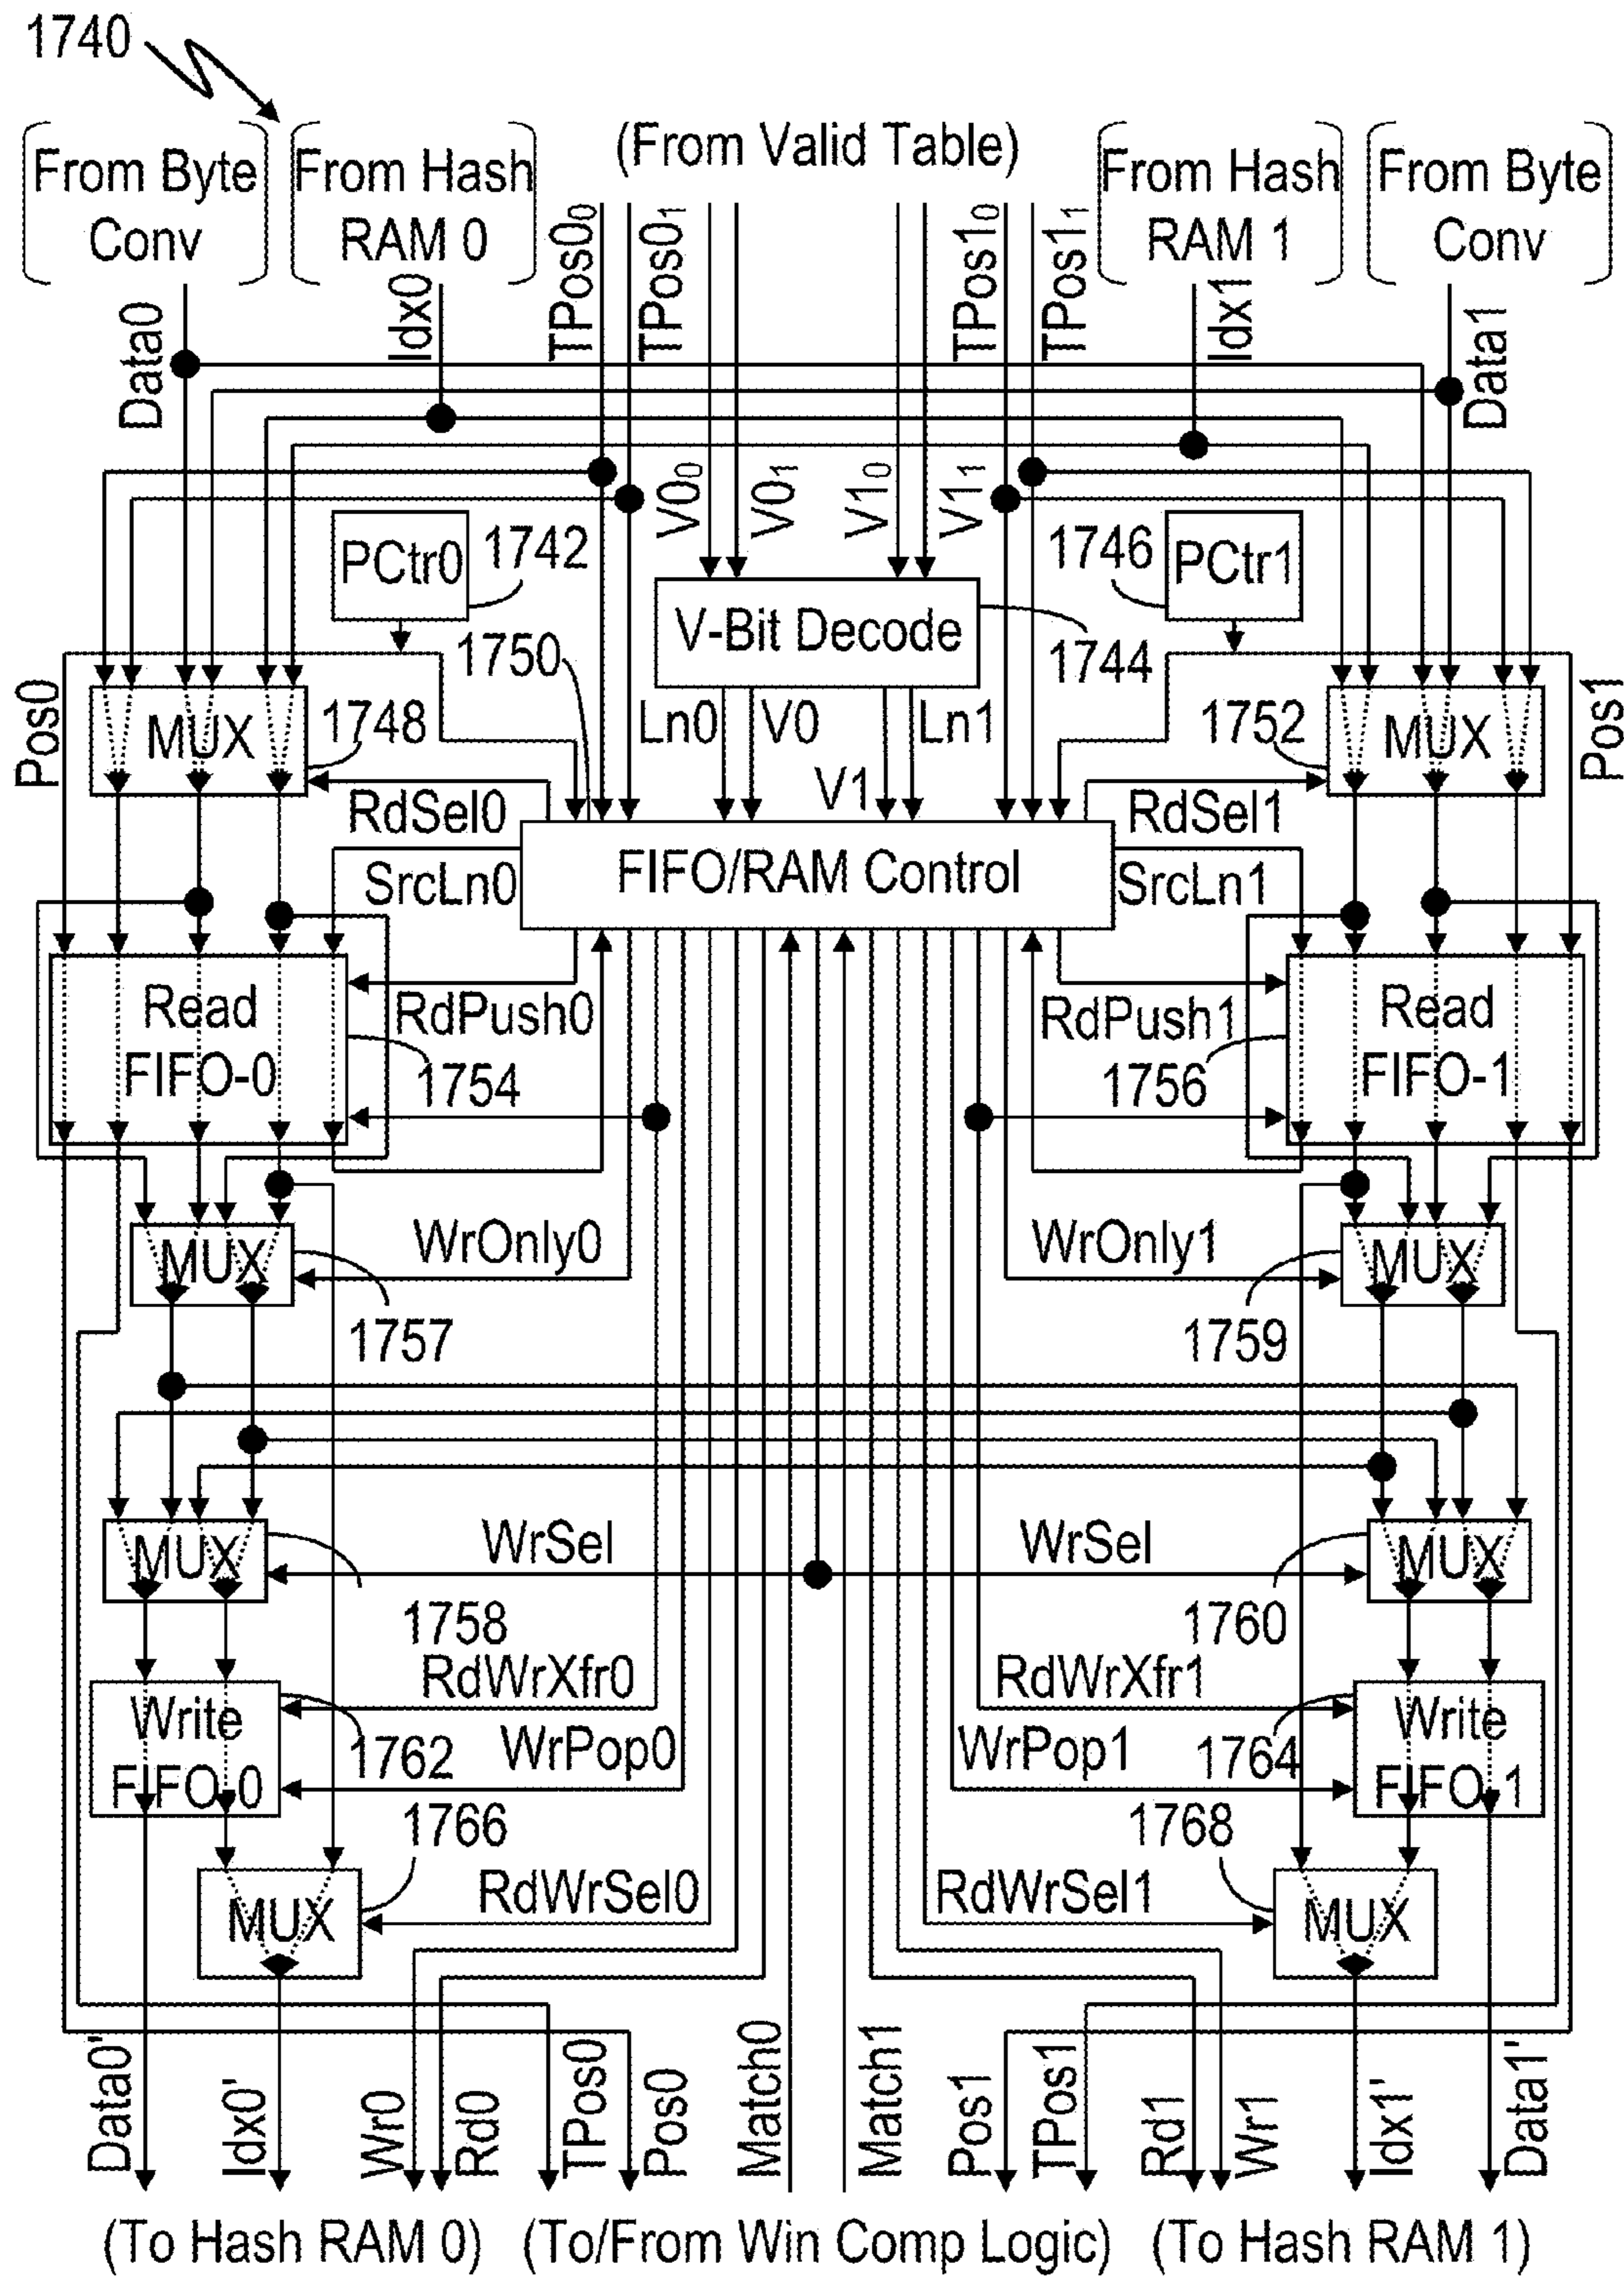 1740
From Byte
Conv
From Hash
RAM 0
(From Valid Table)
From Hash
RAM 1
From Byte
Conv
Data0
Idx0
TPos0₀
TPos0₁
TPos1₀
TPos1₁
Idx1
Data1
V0₀
V0₁
V1₀
V1₁
PCtr0
1742
1746
PCtr1
V-Bit Decode
1750
1744
Pos0
MUX
1748
Ln0
V0
V1
Ln1
1752
MUX
Pos1
RdSel0
RdSel1
SrcLn0
FIFO/RAM Control
SrcLn1
Read
FIFO-0
RdPush0
1754
RdPush1
1756
Read
FIFO-1
MUX
WrOnly0
WrOnly1
MUX
1757
1759
MUX
WrSel
WrSel
MUX
1758
1760
Write
FIFO-0
RdWrXfr0
RdWrXfr1
Write
FIFO-1
1762
WrPop0
WrPop1
1764
1766
1768
MUX
RdWrSel0
RdWrSel1
MUX
Data0'
Idx0'
Wr0
Rd0
TPos0
Pos0
Match0
Match1
Pos1
TPos1
Rd1
Wr1
Idx1'
Data1'
(To Hash RAM 0)
(To/From Win Comp Logic)
(To Hash RAM 1)